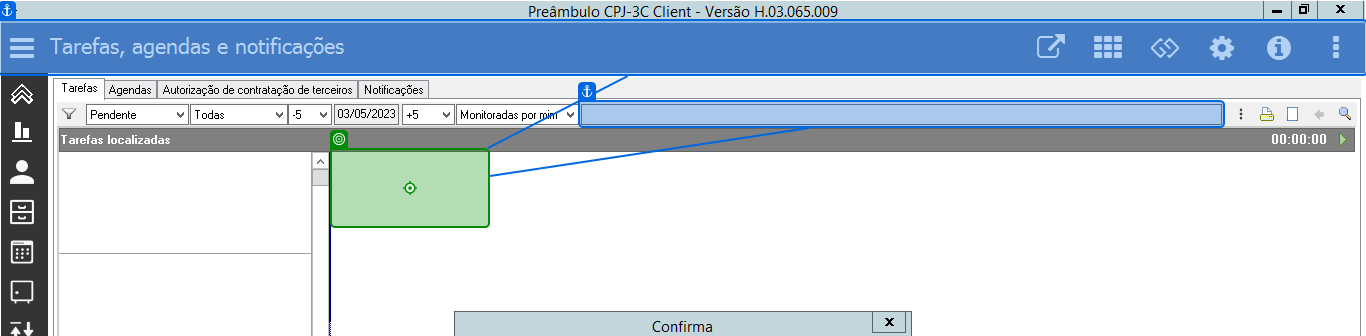 Preâmbulo CPJ-3C Client - Versão H.03.065.009
Tarefas, agendas e notificações
Tarefas Agendas Autorização de contratação de terceiros Notificações
Pendente Todas -5 03/05/2023 +5 Monitoradas por mim
Tarefas localizadas 00:00:00
Confirma